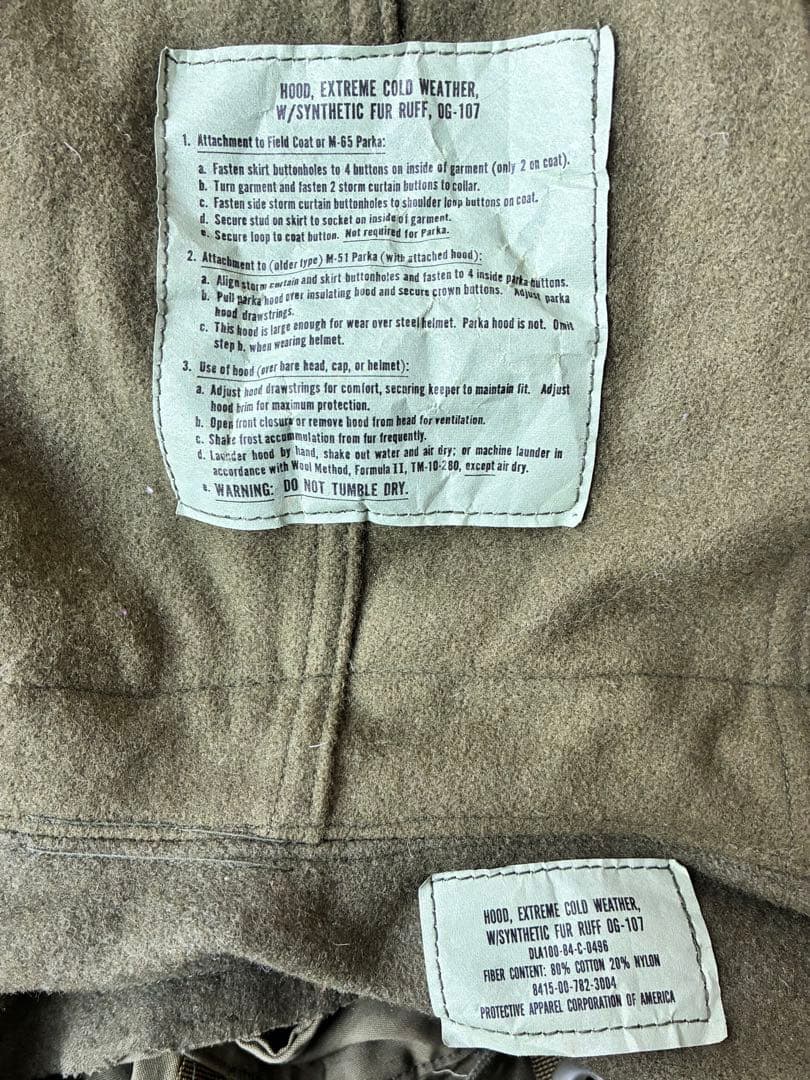 HOOD, EXTREME COLD WEATHER,
W/SYNTHETIC FUR RUFF, OG-107
1. Attachment to Field Coat or M-65 Parka:
a. Fasten skirt buttonholes to 4 buttons on inside of garment (only 2 on coat).
b. Turn garment and fasten 2 storm curtain buttons to collar.
c. Fasten side storm curtain buttonholes to shoulder loop buttons on coat.
d. Secure stud on skirt to socket on inside of garment.
e. Secure loop to coat button. Not required for Parka.
2. Attachment to (older type) M-51 Parka (with attached hood):
a. Align storm curtain and skirt buttonholes and fasten to 4 inside parka buttons.
b. Pull parka hood over insulating hood and secure crown buttons. Adjust parka
hood drawstrings.
c. This hood is large enough for wear over steel helmet. Parka hood is not. Omit
step b. when wearing helmet.
3. Use of hood (over bare head, cap, or helmet):
a. Adjust hood drawstrings for comfort, securing keeper to maintain fit. Adjust
hood brim for maximum protection.
b. Open front closure or remove hood from head for ventilation.
c. Shake frost accummulation from fur frequently.
d. Launder hood by hand, shake out water and air dry; or machine launder in
accordance with Wool Method, Formula II, TM-10-280, except air dry.
e. WARNING: DO NOT TUMBLE DRY.
HOOD, EXTREME COLD WEATHER,
W/SYNTHETIC FUR RUFF OG-107
DLA100-84-C-0496
FIBER CONTENT: 80% COTTON 20% NYLON
8415-00-782-3004
PROTECTIVE APPAREL CORPORATION OF AMERICA